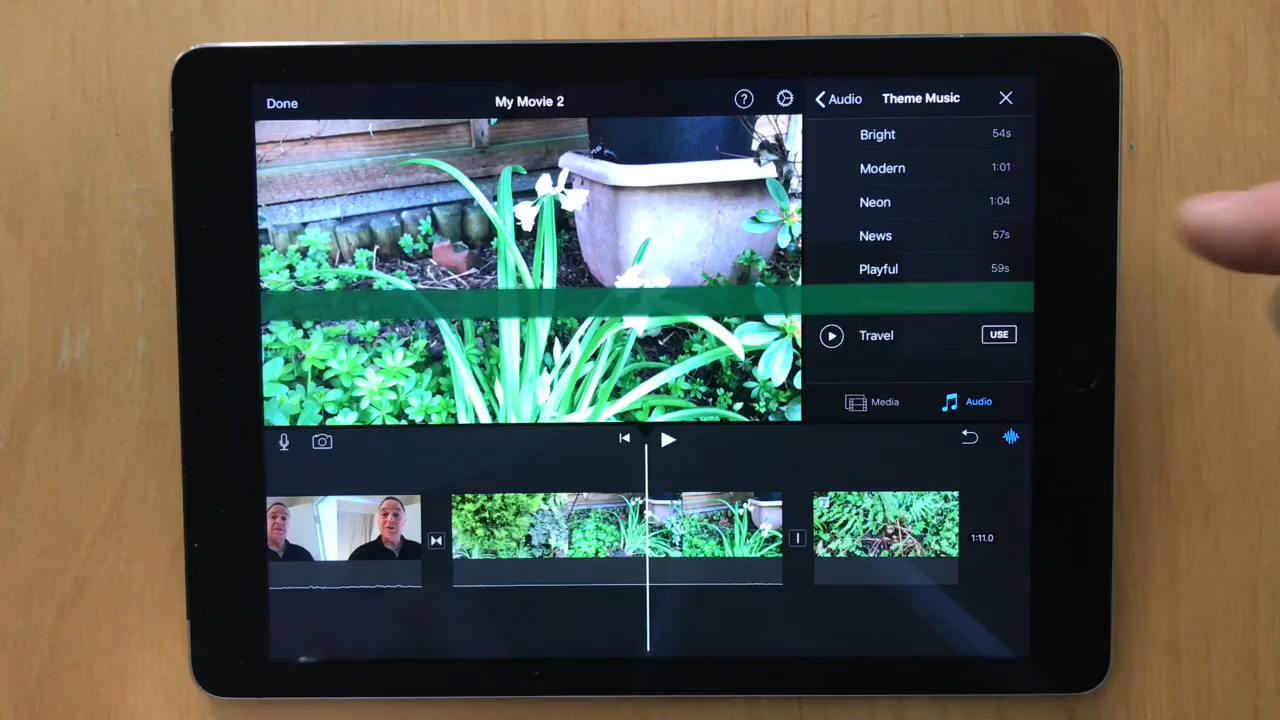 Done
My Movie 2
?
Audio
Theme Music
Bright 54s
Modern 1:01
Neon 1:04
News 57s
Playful 59s
Travel USE
Media
Audio
1:11.0